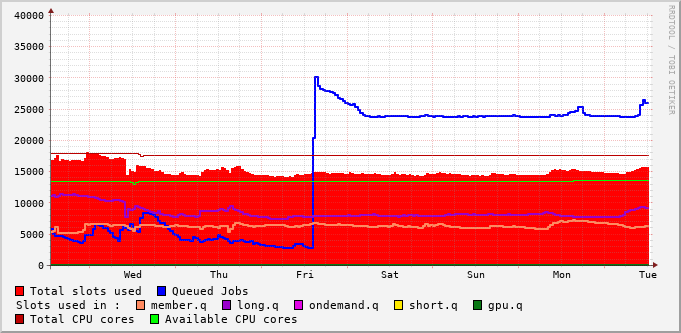 40000
35000
30000
25000
20000
15000
10000
5000
0
Wed Thu Fri Sat Sun Mon Tue
Total slots used Queued Jobs
Slots used in : member.q long.q ondemand.q short.q gpu.q
Total CPU cores Available CPU cores
RRDTOOL / TOBI OETIKER